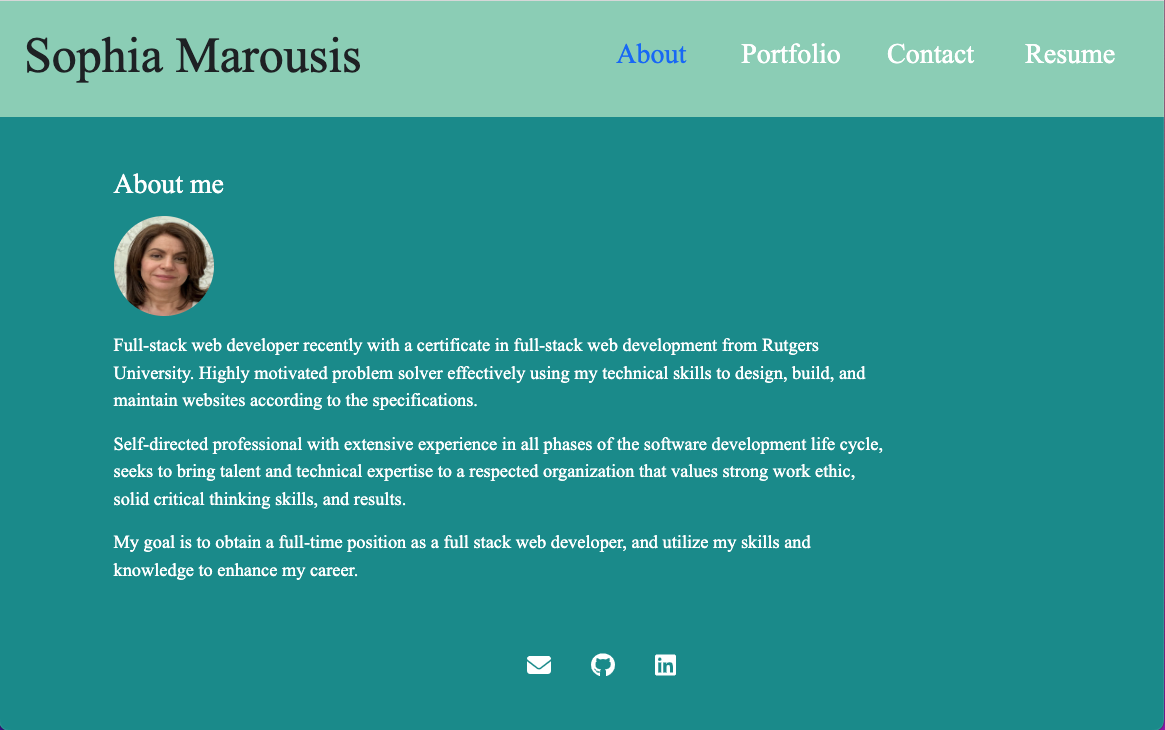 Sophia Marousis
About
Portfolio
Contact
Resume
About me
Full-stack web developer recently with a certificate in full-stack web development from Rutgers
University. Highly motivated problem solver effectively using my technical skills to design, build, and
maintain websites according to the specifications.
Self-directed professional with extensive experience in all phases of the software development life cycle,
seeks to bring talent and technical expertise to a respected organization that values strong work ethic,
solid critical thinking skills, and results.
My goal is to obtain a full-time position as a full stack web developer, and utilize my skills and
knowledge to enhance my career.
in